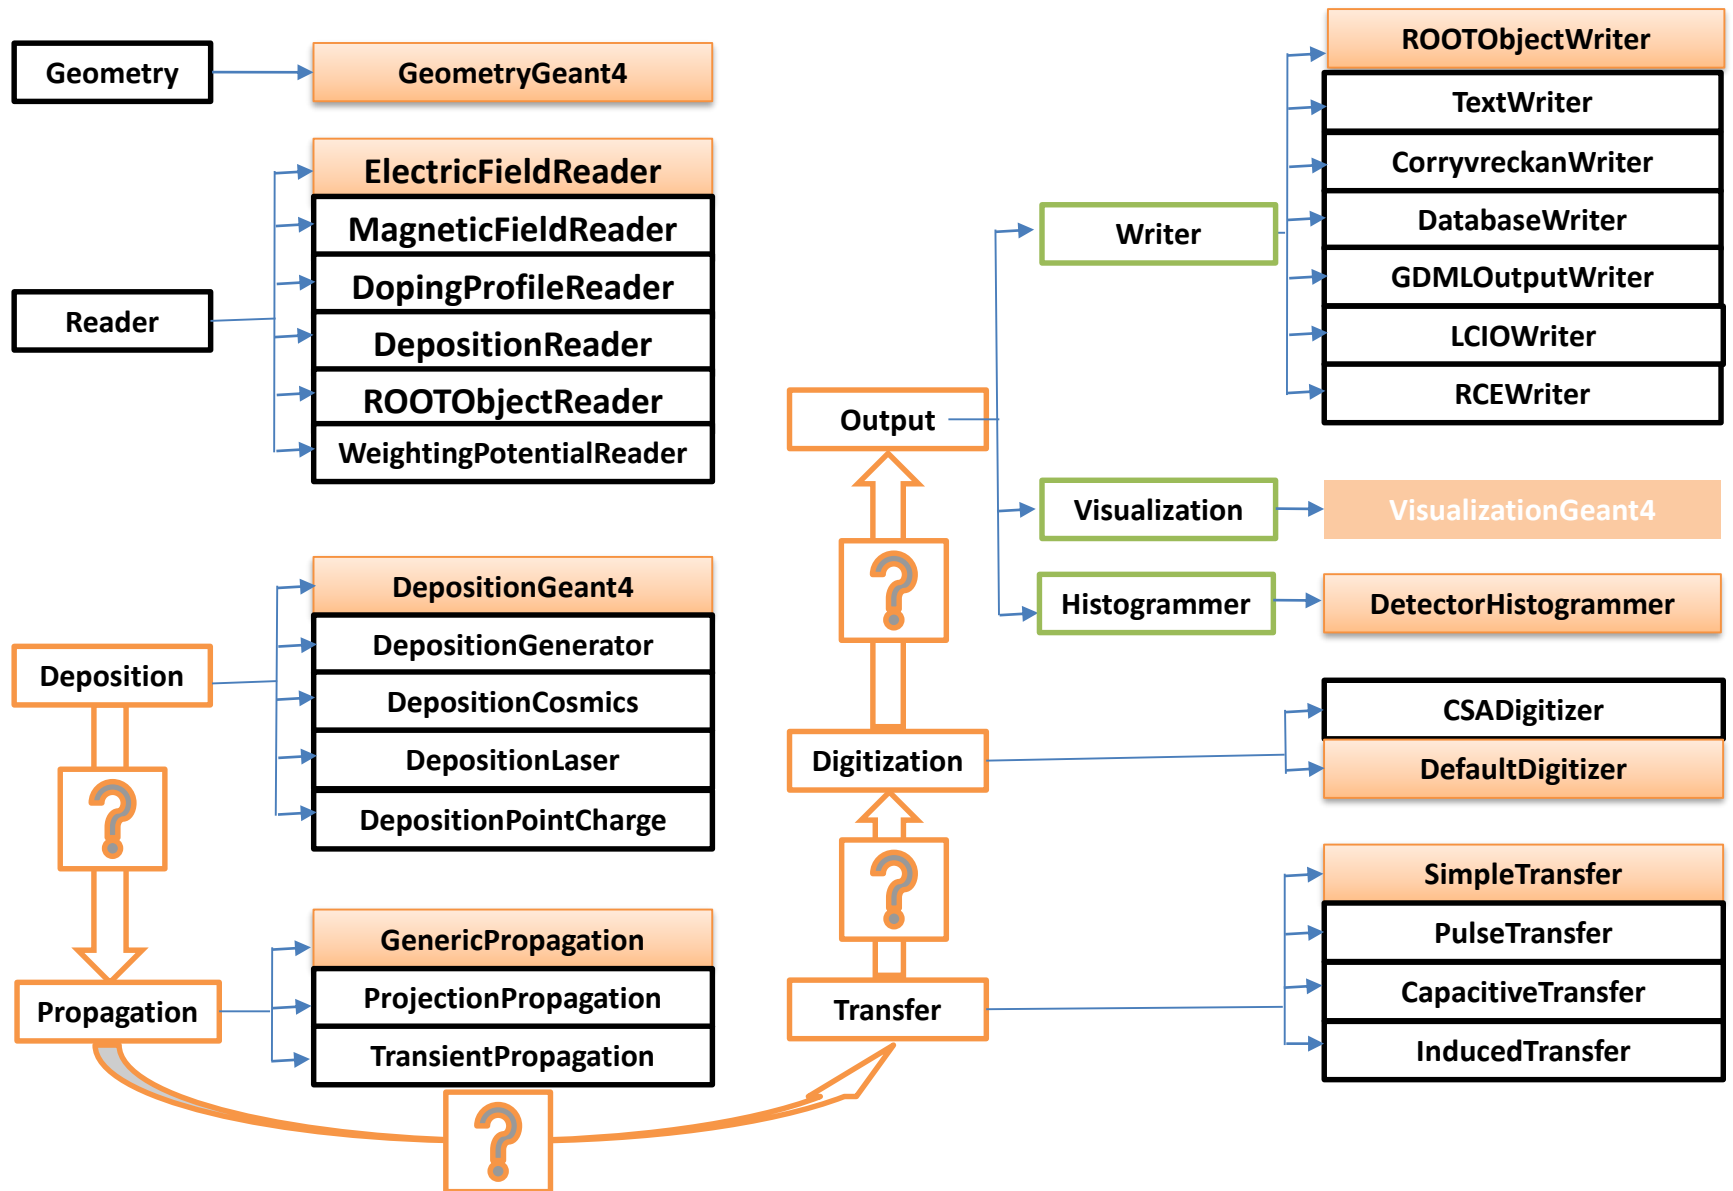 Geometry
GeometryGeant4
Reader
ElectricFieldReader
MagneticFieldReader
DopingProfileReader
DepositionReader
ROOTObjectReader
WeightingPotentialReader
Deposition
DepositionGeant4
DepositionGenerator
DepositionCosmics
DepositionLaser
DepositionPointCharge
?
Propagation
GenericPropagation
ProjectionPropagation
TransientPropagation
?
Transfer
SimpleTransfer
PulseTransfer
CapacitiveTransfer
InducedTransfer
?
Digitization
CSADigitizer
DefaultDigitizer
?
Output
Writer
ROOTObjectWriter
TextWriter
CorryvreckanWriter
DatabaseWriter
GDMLOutputWriter
LCIOWriter
RCEWriter
Visualization
VisualizationGeant4
Histogrammer
DetectorHistogrammer